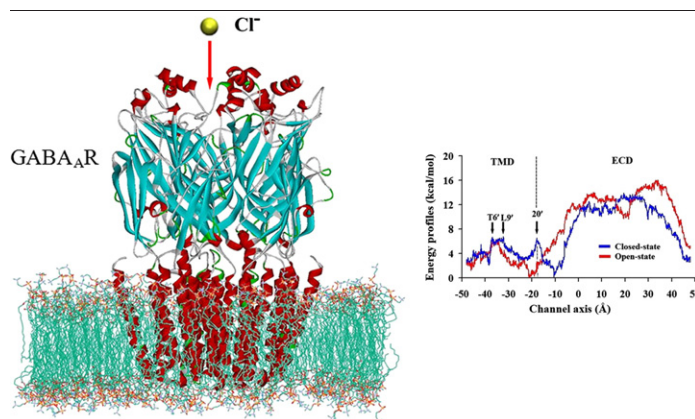 Cl⁻
GABA_AR
Energy profiles (kcal/mol)
20
16
12
8
4
0
TMD
ECD
T6' L9'
20'
Closed-state
Open-state
-50 -40 -30 -20 -10 0 10 20 30 40 50
Channel axis (Å)